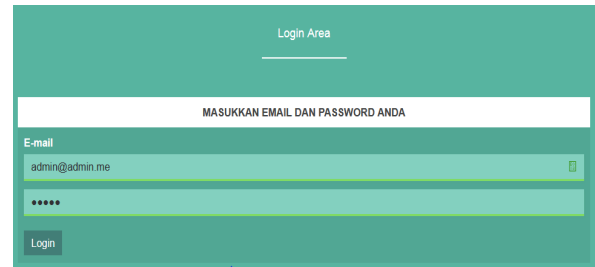 Login Area
MASUKKAN EMAIL DAN PASSWORD ANDA
E-mail
admin@admin.me
•••••
Login